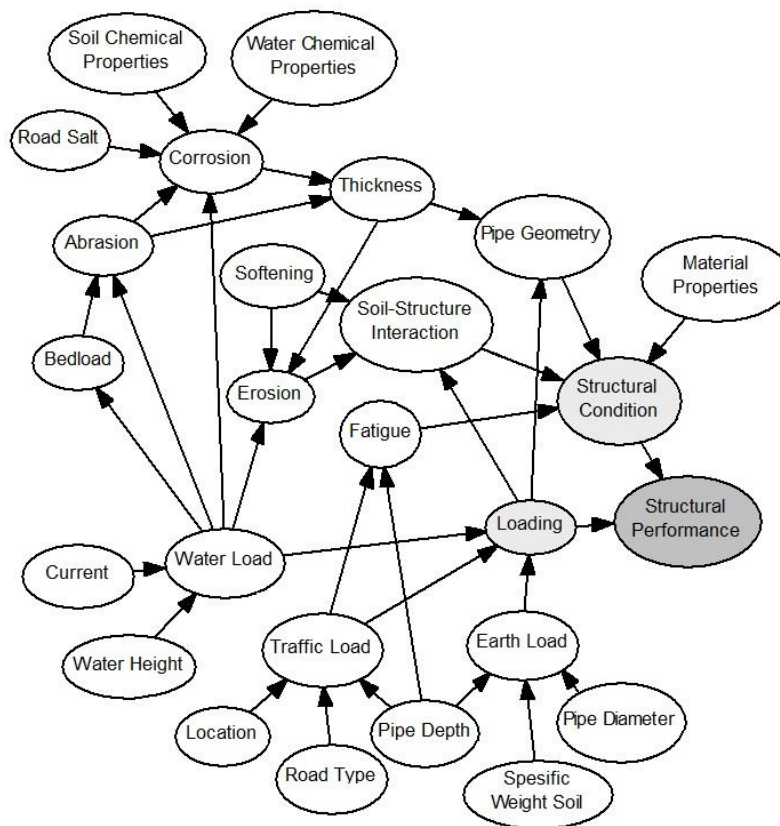 Soil Chemical
Properties
Water Chemical
Properties
Road Salt
Corrosion
Thickness
Abrasion
Pipe Geometry
Softening
Material
Properties
Soil-Structure
Interaction
Bedload
Erosion
Structural
Condition
Fatigue
Structural
Performance
Loading
Current
Water Load
Water Height
Traffic Load
Earth Load
Location
Pipe Depth
Pipe Diameter
Road Type
Spesific
Weight Soil